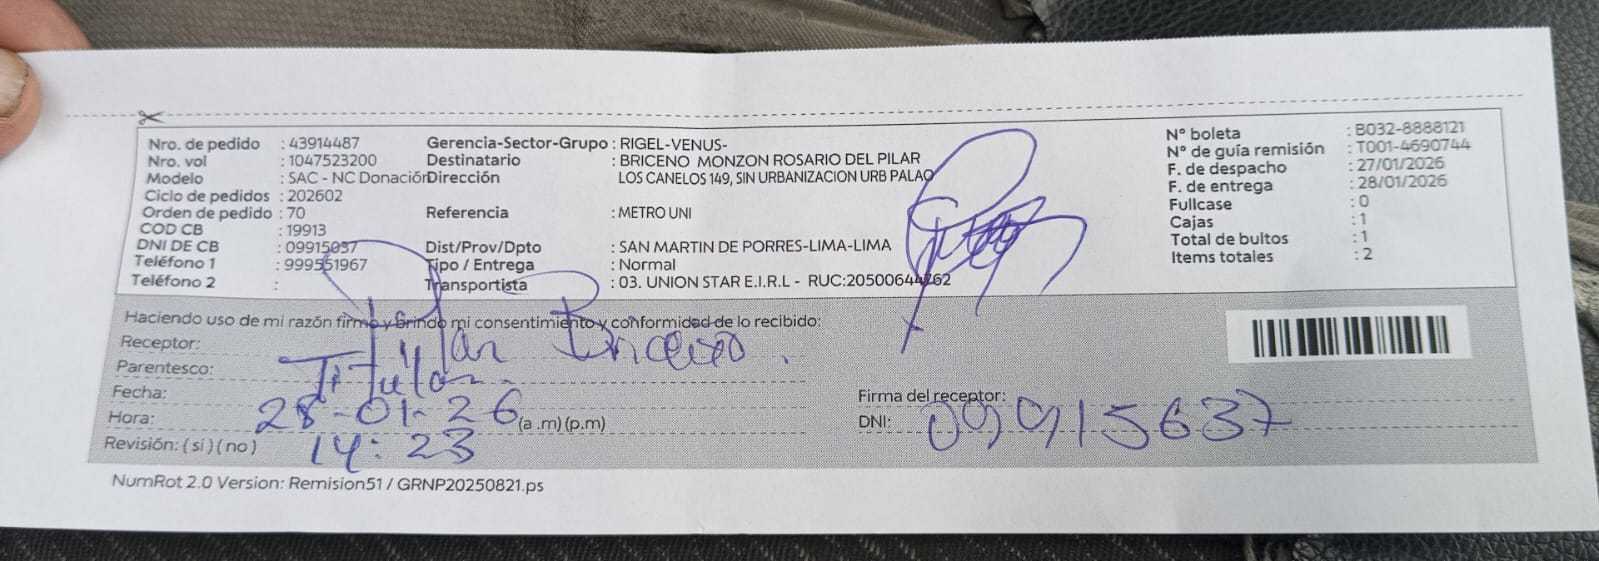 Nro. de pedido : 43914487
Nro. vol : 1047523200
Modelo : SAC - NC Donación
Ciclo de pedidos : 202602
Orden de pedido : 70
COD CB : 19913
DNI DE CB : 09915037
Teléfono 1 : 999551967
Teléfono 2 :
Gerencia-Sector-Grupo : RIGEL-VENUS-
Destinatario : BRICENO MONZON ROSARIO DEL PILAR
Dirección LOS CANELOS 149, SIN URBANIZACION URB PALAO
Referencia : METRO UNI
Dist/Prov/Dpto : SAN MARTIN DE PORRES-LIMA-LIMA
Tipo / Entrega : Normal
Transportista : 03. UNION STAR E.I.R.L - RUC:20500644762
N° boleta : B032-8888121
N° de guía remisión : T001-4690744
F. de despacho : 27/01/2026
F. de entrega : 28/01/2026
Fullcase : 0
Cajas : 1
Total de bultos : 1
Items totales : 2
Haciendo uso de mi razón firmo y brindo mi consentimiento y conformidad de lo recibido:
Receptor: Pilar Briceño.
Parentesco: Titular.
Fecha: 28-01-26
Hora: 14:23 (a .m) (p.m)
Revisión: ( si ) ( no )
Firma del receptor:
DNI: 09915637
NumRot 2.0 Version: Remision51 / GRNP20250821.ps